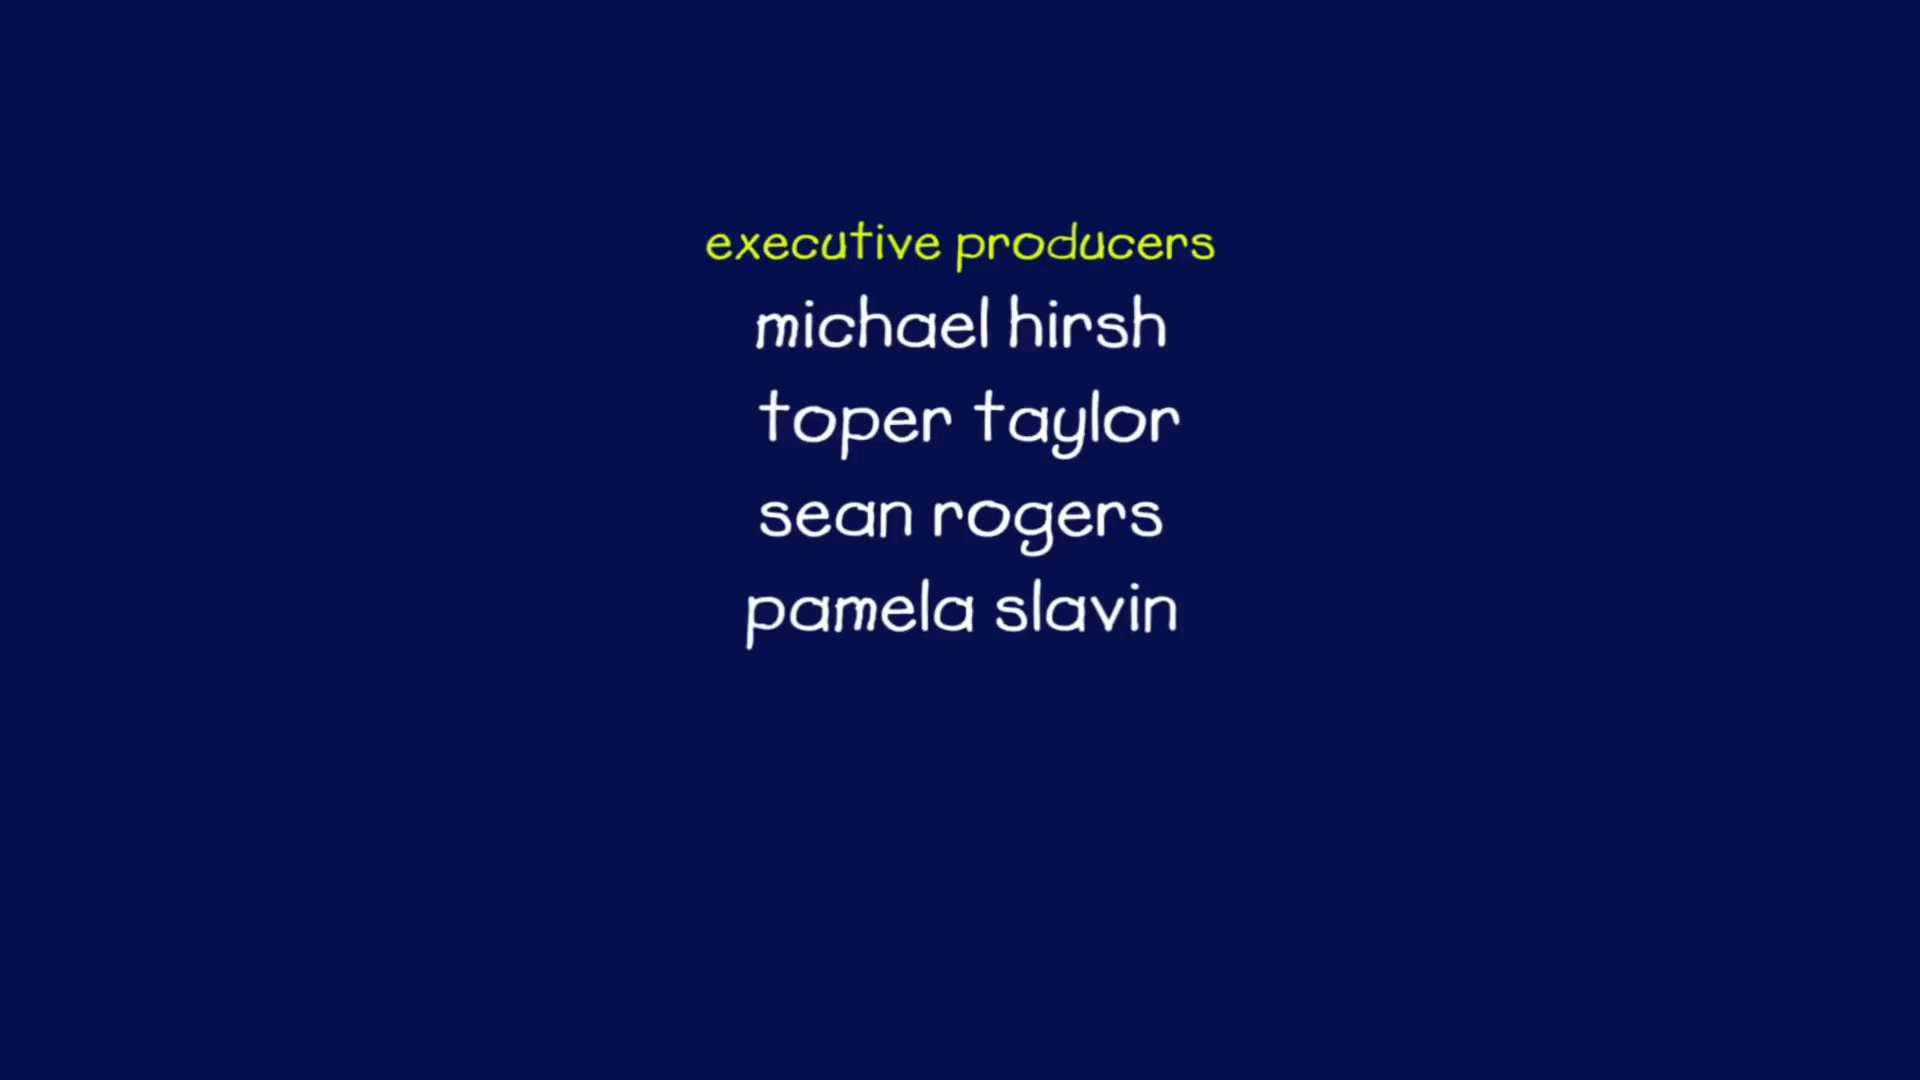 executive producers
michael hirsh
toper taylor
sean rogers
pamela slavin